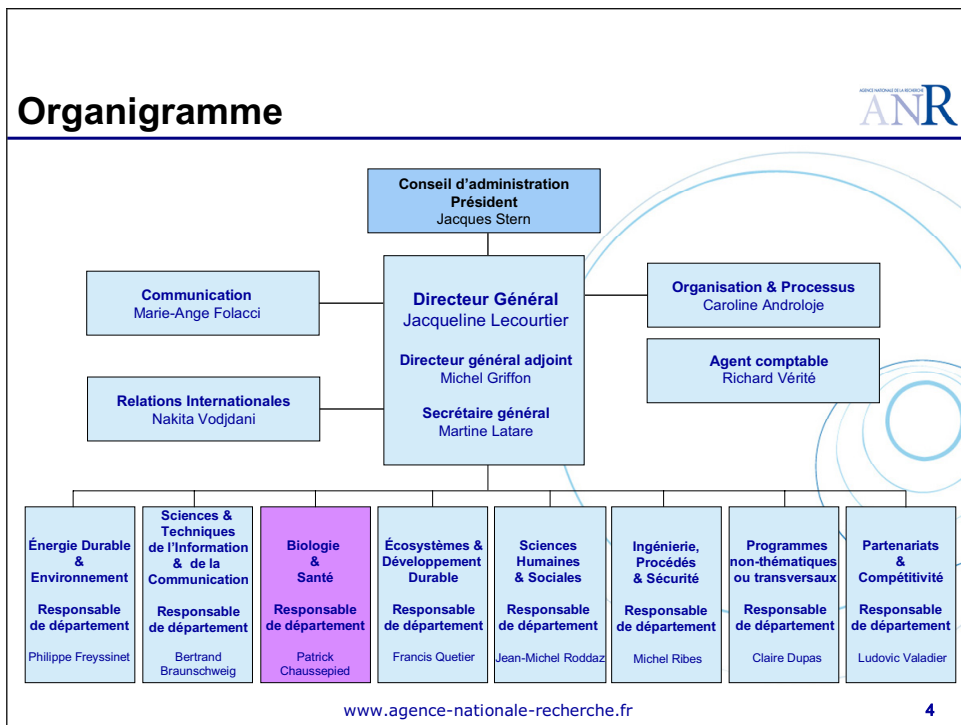 Organigramme
AGENCE NATIONALE DE LA RECHERCHE
ANR
Conseil d'administration
Président
Jacques Stern
Communication
Marie-Ange Folacci
Directeur Général
Jacqueline Lecourtier
Directeur général adjoint
Michel Griffon
Secrétaire général
Martine Latare
Organisation & Processus
Caroline Androloje
Agent comptable
Richard Vérité
Relations Internationales
Nakita Vodjdani
Énergie Durable
&
Environnement
Responsable
de département
Philippe Freyssinet
Sciences &
Techniques
de l'Information
& de la
Communication
Responsable
de département
Bertrand
Braunschweig
Biologie
&
Santé
Responsable
de département
Patrick
Chaussepied
Écosystèmes &
Développement
Durable
Responsable
de département
Francis Quetier
Sciences
Humaines
& Sociales
Responsable
de département
Jean-Michel Roddaz
Ingénierie,
Procédés
& Sécurité
Responsable
de département
Michel Ribes
Programmes
non-thématiques
ou transversaux
Responsable
de département
Claire Dupas
Partenariats
&
Compétitivité
Responsable
de département
Ludovic Valadier
www.agence-nationale-recherche.fr
4